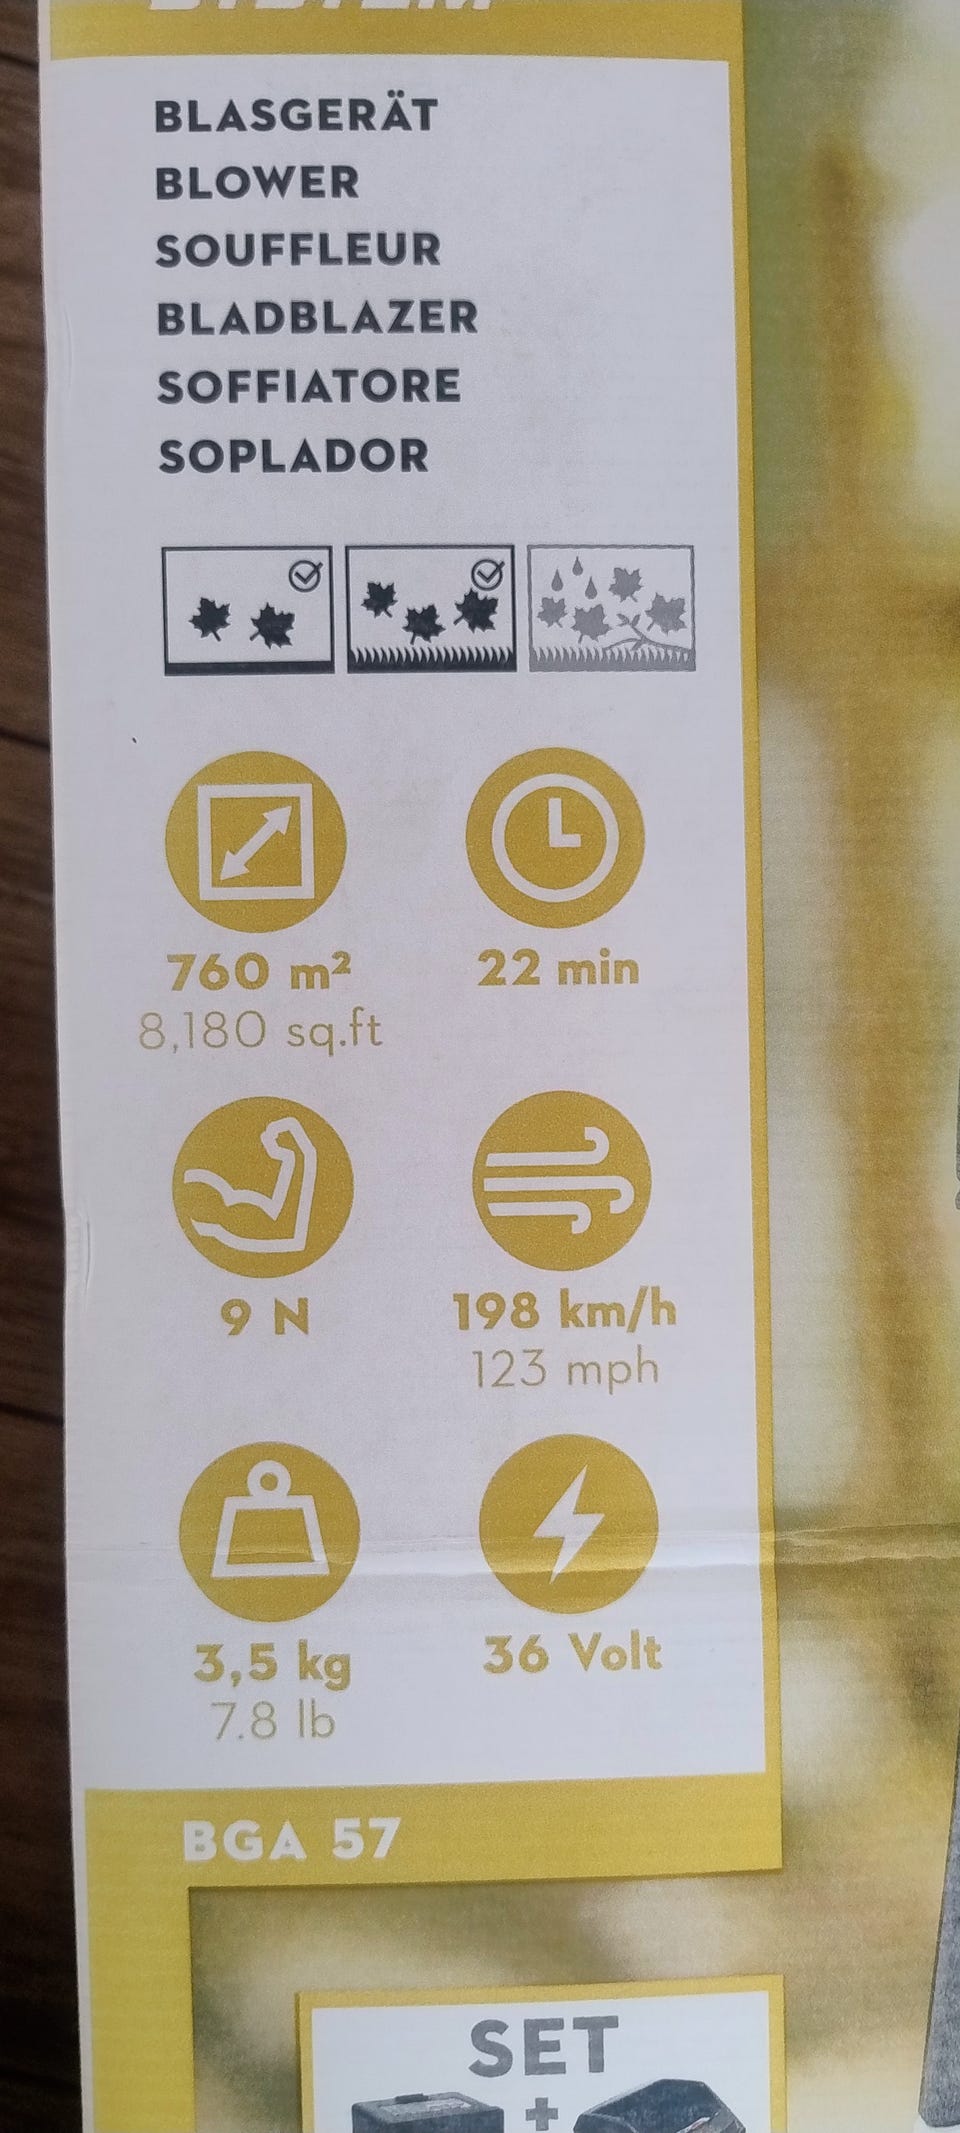 SYSTEM
BLASGERÄT
BLOWER
SOUFFLEUR
BLADBLAZER
SOFFIATORE
SOPLADOR
760 m² 22 min
8,180 sq.ft
9 N 198 km/h
123 mph
3,5 kg 36 Volt
7.8 lb
BGA 57
SET
+